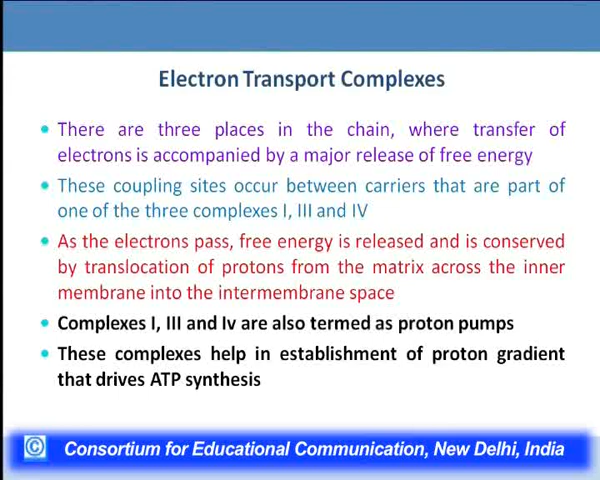 Electron Transport Complexes
There are three places in the chain, where transfer of
electrons is accompanied by a major release of free energy
These coupling sites occur between carriers that are part of
one of the three complexes I, III and IV
As the electrons pass, free energy is released and is conserved
by translocation of protons from the matrix across the inner
membrane into the intermembrane space
Complexes I, III and Iv are also termed as proton pumps
These complexes help in establishment of proton gradient
that drives ATP synthesis
© Consortium for Educational Communication, New Delhi, India